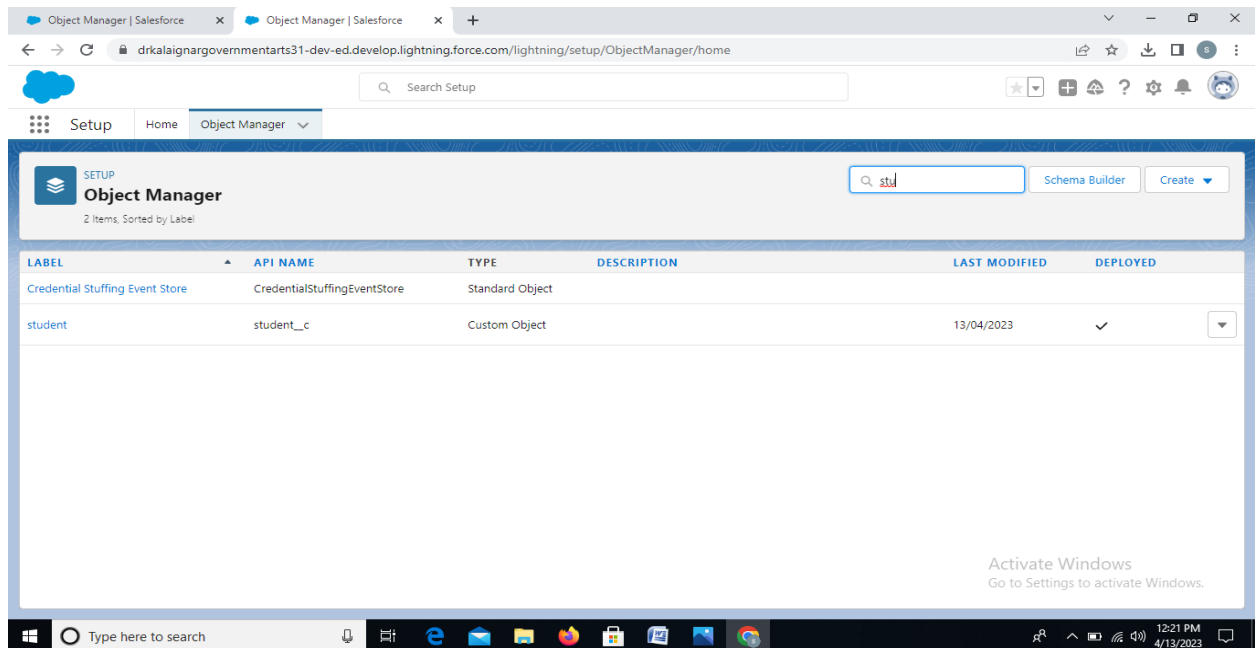 Object Manager | Salesforce
Object Manager | Salesforce
drkalaignargovernmentarts31-dev-ed.develop.lightning.force.com/lightning/setup/ObjectManager/home
S
Search Setup
Setup Home Object Manager
SETUP
Object Manager
2 Items, Sorted by Label
stu
Schema Builder
Create
LABEL API NAME TYPE DESCRIPTION LAST MODIFIED DEPLOYED
Credential Stuffing Event Store CredentialStuffingEventStore Standard Object
student student__c Custom Object 13/04/2023
Activate Windows
Go to Settings to activate Windows.
Type here to search
12:21 PM
4/13/2023